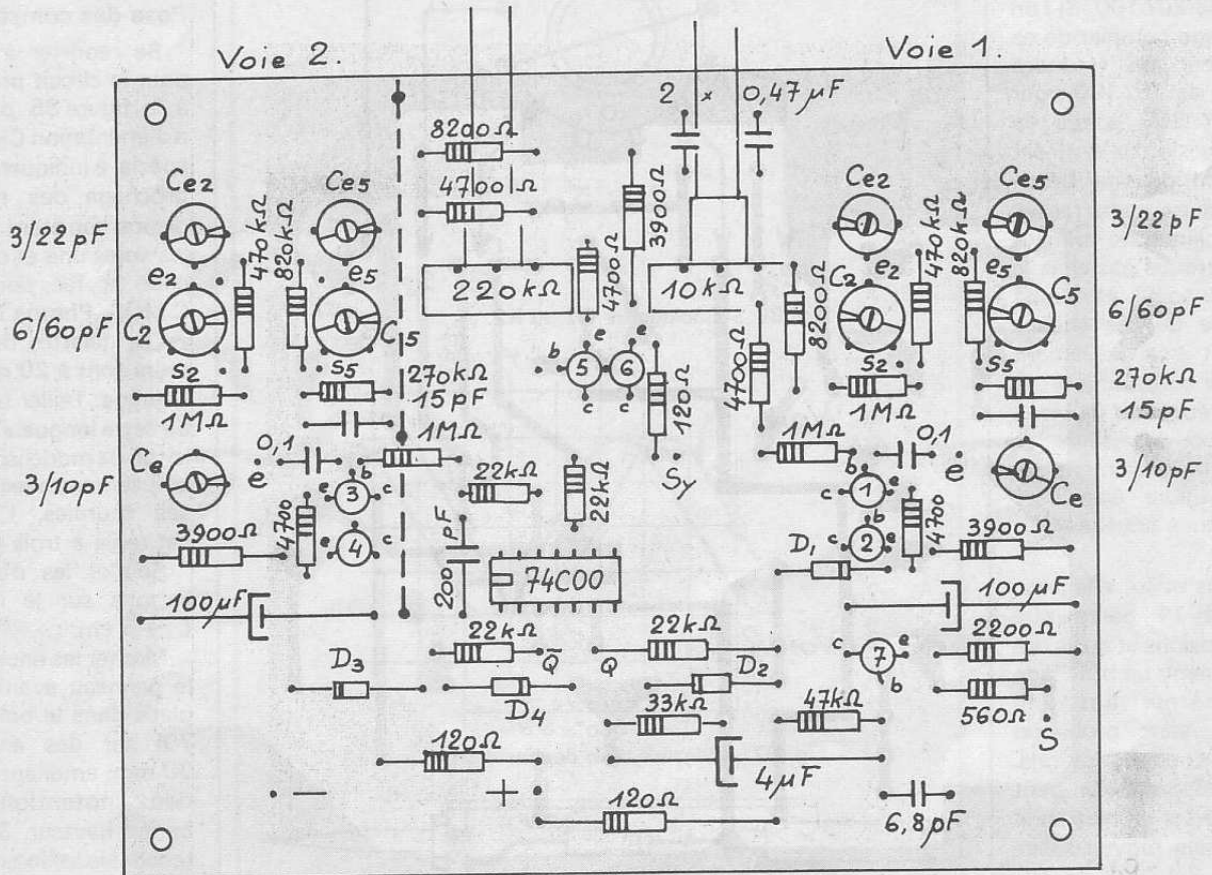 Pose des comp
Se rendre
Voie 2.
Voie 1.
2 × 0,47 µF
8200 Ω
4700 Ω
3900 Ω
Ce2
Ce5
Ce2
Ce5
3/22 pF
3/22 pF
470 kΩ
820 kΩ
470 kΩ
820 kΩ
e2
e5
e2
e5
220 kΩ
4700 Ω
10 kΩ
8200 Ω
C2
C5
C2
C5
6/60 pF
6/60 pF
b
e
e
5
6
c
c
120 Ω
4700 Ω
S2
S5
S2
S5
1 MΩ
270 kΩ
15 pF
1 MΩ
1 MΩ
270 kΩ
15 pF
1 MΩ
0,1
0,1
Ce
e
e
Ce
3/10 pF
3/10 pF
Sy
22 kΩ
22 kΩ
b
e
3
c
e
4
c
4700
b
c
1
e
b
c
2
e
4700
3900 Ω
3900 Ω
200 pF
74C00
D1
100 µF
100 µF
22 kΩ
22 kΩ
2200 Ω
c
7
e
b
D3
D4
Q̅
Q
D2
33 kΩ
47 kΩ
560 Ω
S
120 Ω
4 µF
−
+
120 Ω
6,8 pF